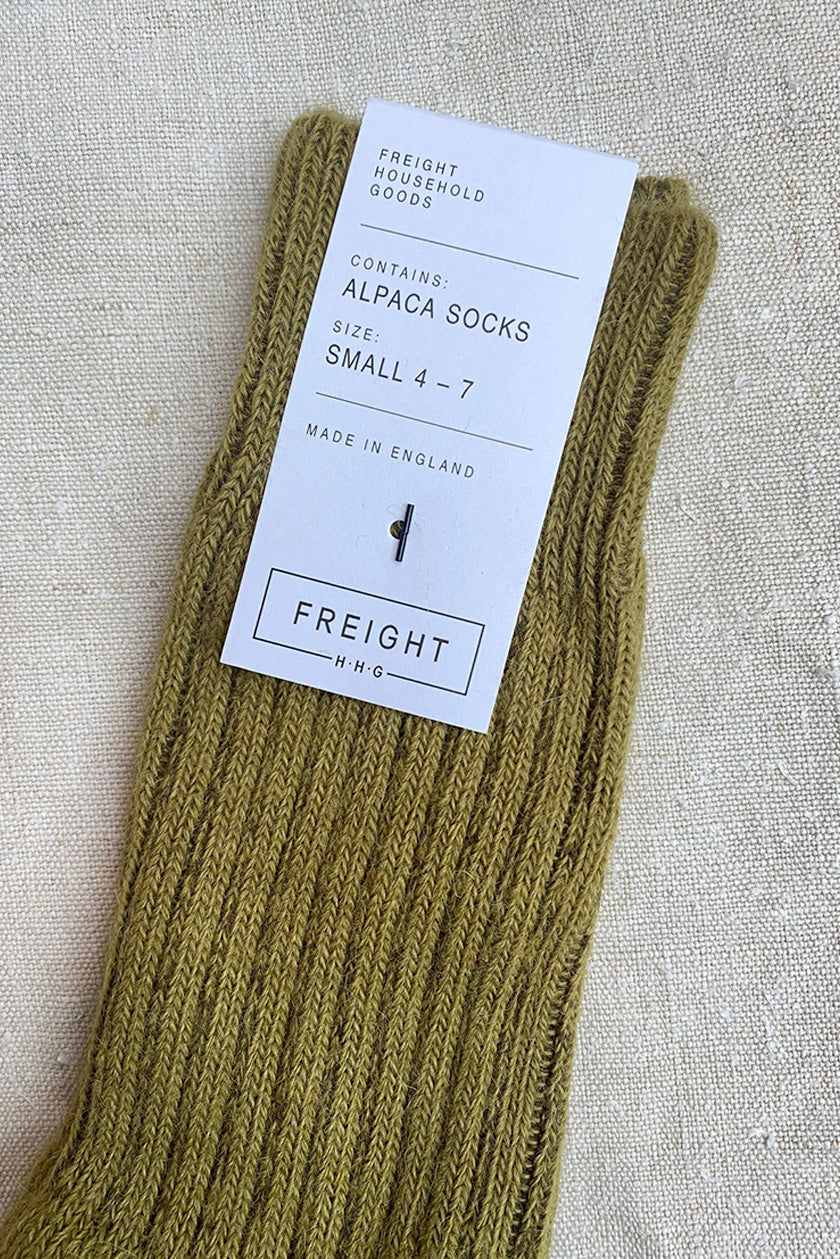 FREIGHT
HOUSEHOLD
GOODS
CONTAINS:
ALPACA SOCKS
SIZE:
SMALL 4 – 7
MADE IN ENGLAND
FREIGHT
H·H·G